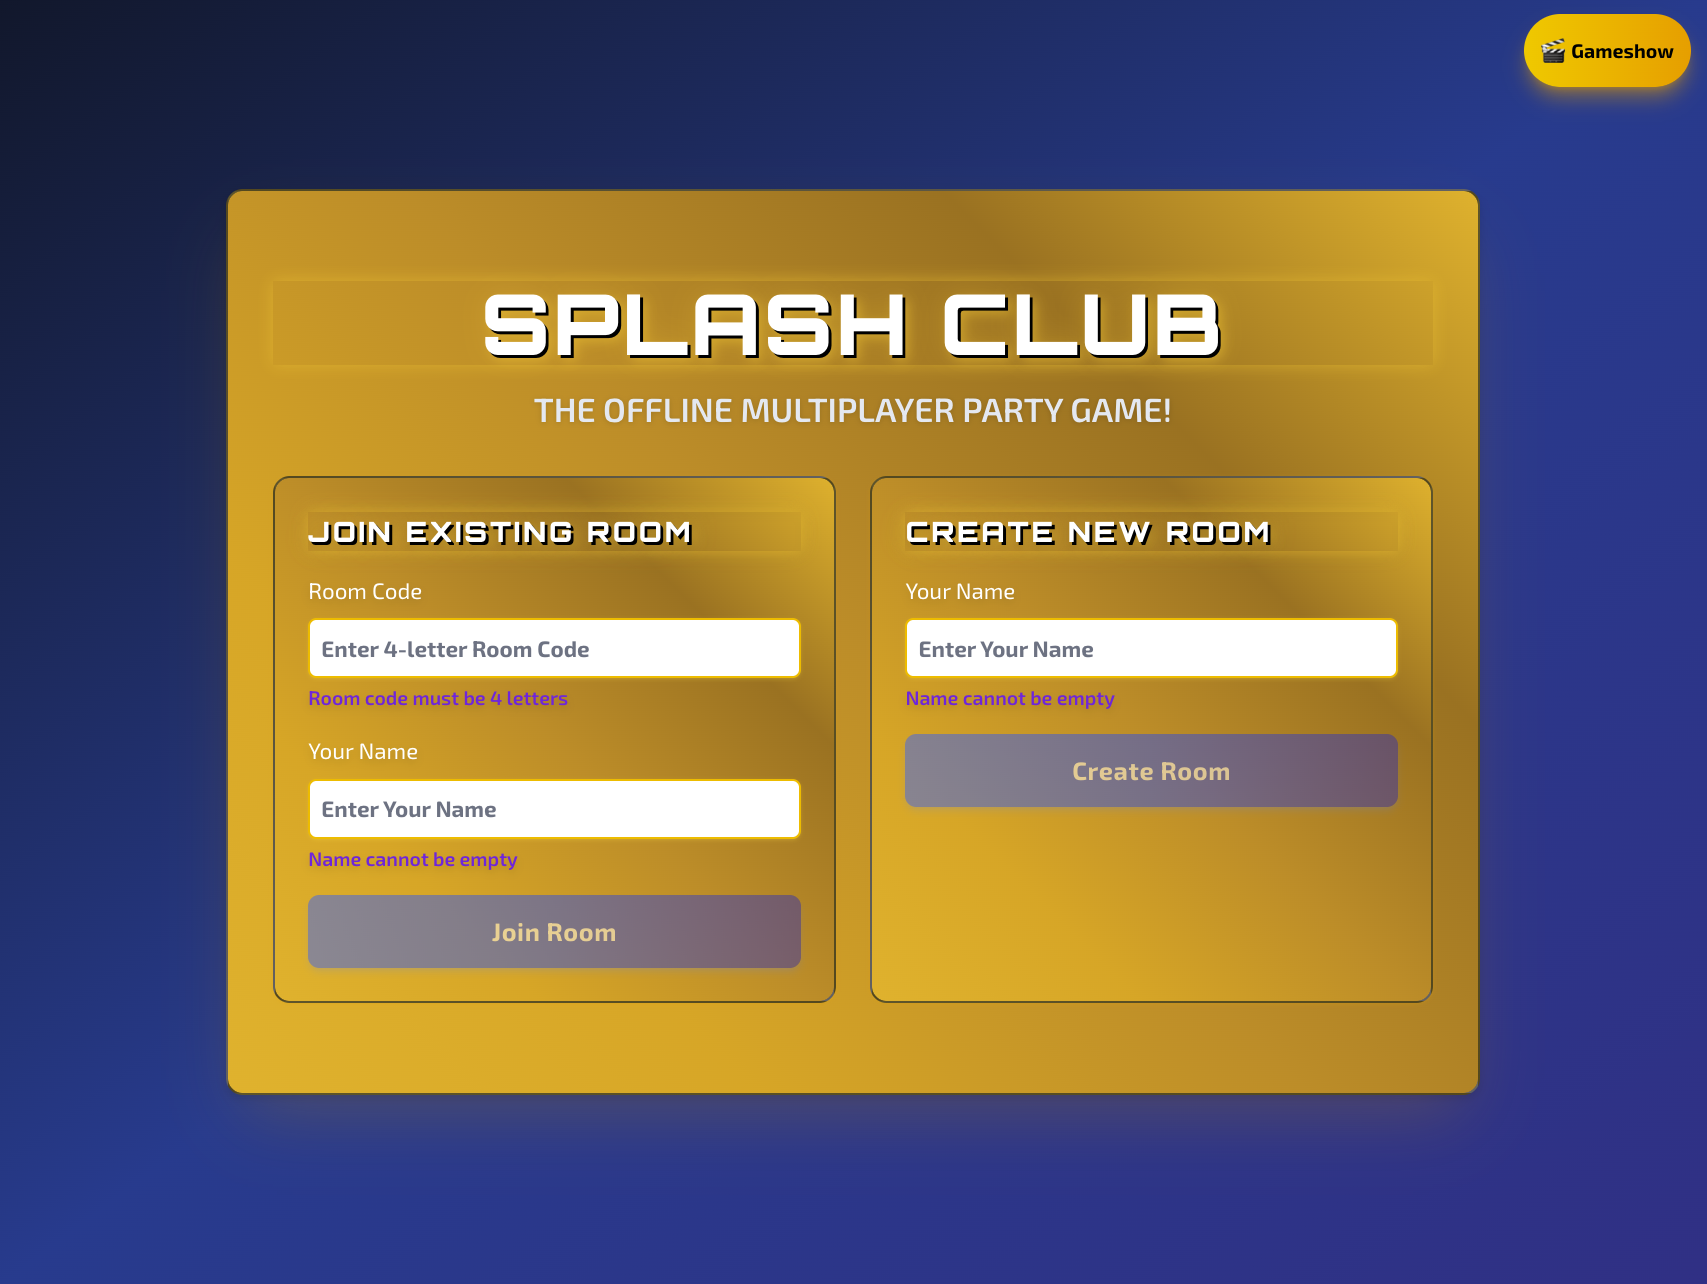 🎬 Gameshow
SPLASH CLUB
THE OFFLINE MULTIPLAYER PARTY GAME!
JOIN EXISTING ROOM
Room Code
Enter 4-letter Room Code
Room code must be 4 letters
Your Name
Enter Your Name
Name cannot be empty
Join Room
CREATE NEW ROOM
Your Name
Enter Your Name
Name cannot be empty
Create Room